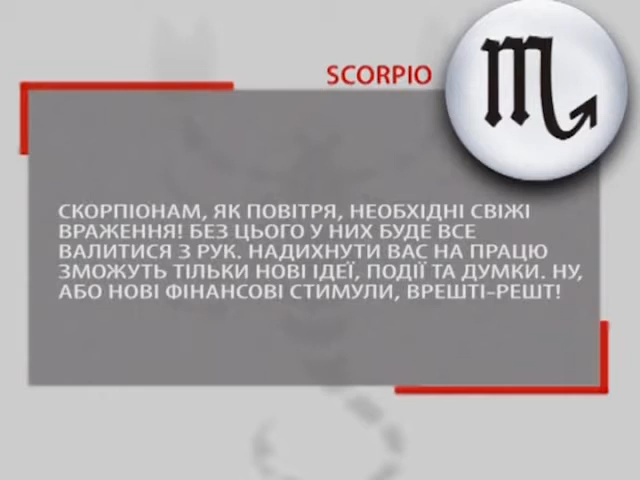 SCORPIO
СКОРПІОНАМ, ЯК ПОВІТРЯ, НЕОБХІДНІ СВІЖІ
ВРАЖЕННЯ! БЕЗ ЦЬОГО У НИХ БУДЕ ВСЕ
ВАЛИТИСЯ З РУК. НАДИХНУТИ ВАС НА ПРАЦЮ
ЗМОЖУТЬ ТІЛЬКИ НОВІ ІДЕЇ, ПОДІЇ ТА ДУМКИ. НУ,
АБО НОВІ ФІНАНСОВІ СТИМУЛИ, ВРЕШТІ-РЕШТ!